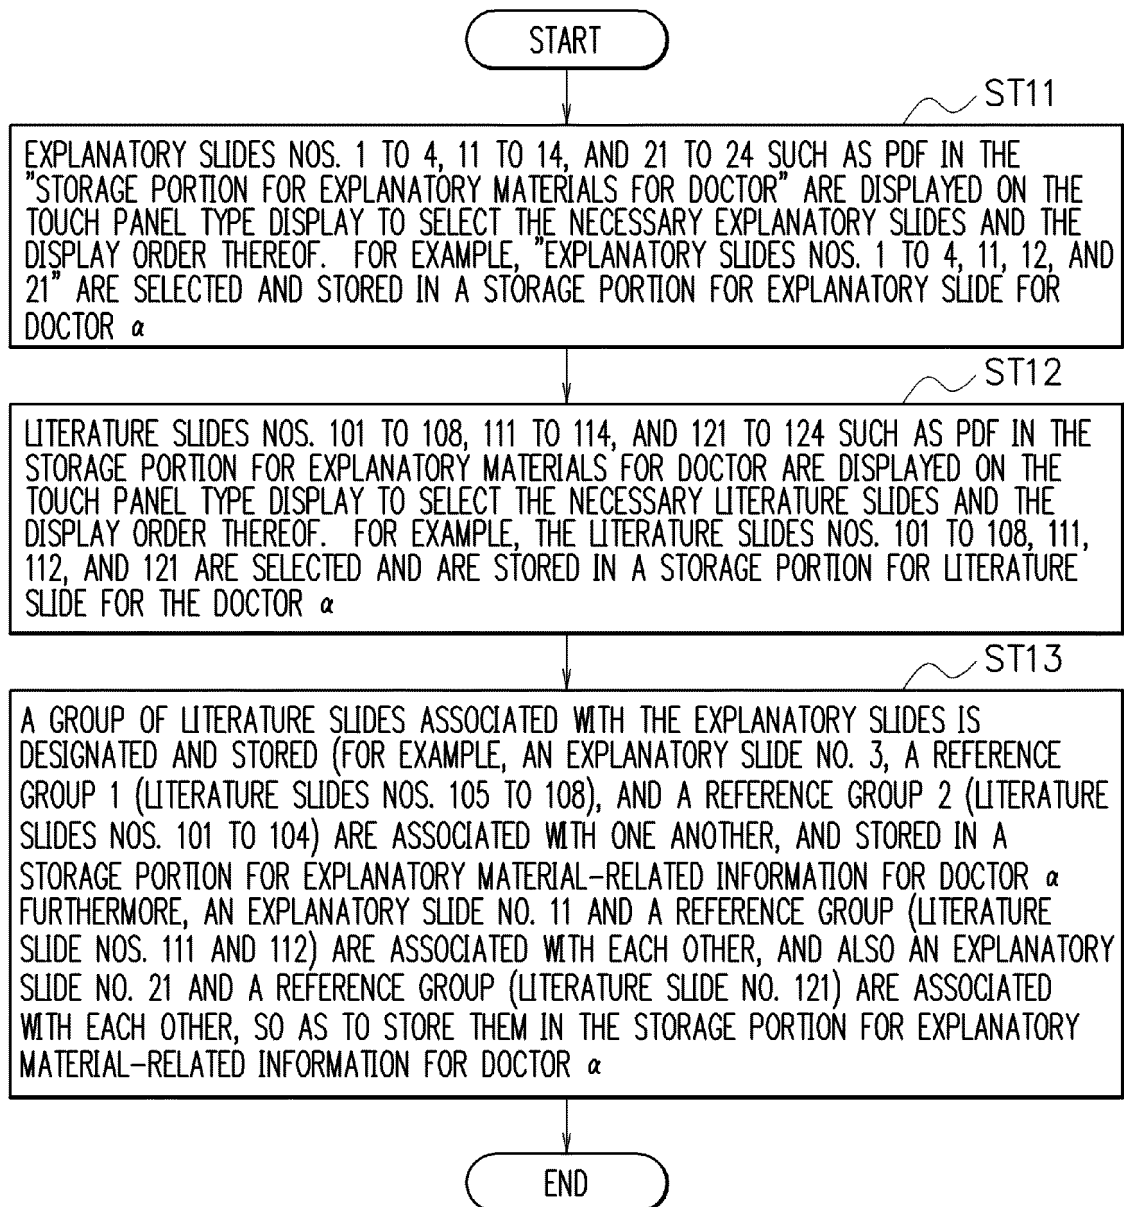 START
ST11
EXPLANATORY SLIDES NOS. 1 TO 4, 11 TO 14, AND 21 TO 24 SUCH AS PDF IN THE
"STORAGE PORTION FOR EXPLANATORY MATERIALS FOR DOCTOR" ARE DISPLAYED ON THE
TOUCH PANEL TYPE DISPLAY TO SELECT THE NECESSARY EXPLANATORY SLIDES AND THE
DISPLAY ORDER THEREOF. FOR EXAMPLE, "EXPLANATORY SLIDES NOS. 1 TO 4, 11, 12, AND
21" ARE SELECTED AND STORED IN A STORAGE PORTION FOR EXPLANATORY SLIDE FOR
DOCTOR α
ST12
LITERATURE SLIDES NOS. 101 TO 108, 111 TO 114, AND 121 TO 124 SUCH AS PDF IN THE
STORAGE PORTION FOR EXPLANATORY MATERIALS FOR DOCTOR ARE DISPLAYED ON THE
TOUCH PANEL TYPE DISPLAY TO SELECT THE NECESSARY LITERATURE SLIDES AND THE
DISPLAY ORDER THEREOF. FOR EXAMPLE, THE LITERATURE SLIDES NOS. 101 TO 108, 111,
112, AND 121 ARE SELECTED AND ARE STORED IN A STORAGE PORTION FOR LITERATURE
SLIDE FOR THE DOCTOR α
ST13
A GROUP OF LITERATURE SLIDES ASSOCIATED WITH THE EXPLANATORY SLIDES IS
DESIGNATED AND STORED (FOR EXAMPLE, AN EXPLANATORY SLIDE NO. 3, A REFERENCE
GROUP 1 (LITERATURE SLIDES NOS. 105 TO 108), AND A REFERENCE GROUP 2 (LITERATURE
SLIDES NOS. 101 TO 104) ARE ASSOCIATED WITH ONE ANOTHER, AND STORED IN A
STORAGE PORTION FOR EXPLANATORY MATERIAL-RELATED INFORMATION FOR DOCTOR α
FURTHERMORE, AN EXPLANATORY SLIDE NO. 11 AND A REFERENCE GROUP (LITERATURE
SLIDE NOS. 111 AND 112) ARE ASSOCIATED WITH EACH OTHER, AND ALSO AN EXPLANATORY
SLIDE NO. 21 AND A REFERENCE GROUP (LITERATURE SLIDE NO. 121) ARE ASSOCIATED
WITH EACH OTHER, SO AS TO STORE THEM IN THE STORAGE PORTION FOR EXPLANATORY
MATERIAL-RELATED INFORMATION FOR DOCTOR α
END